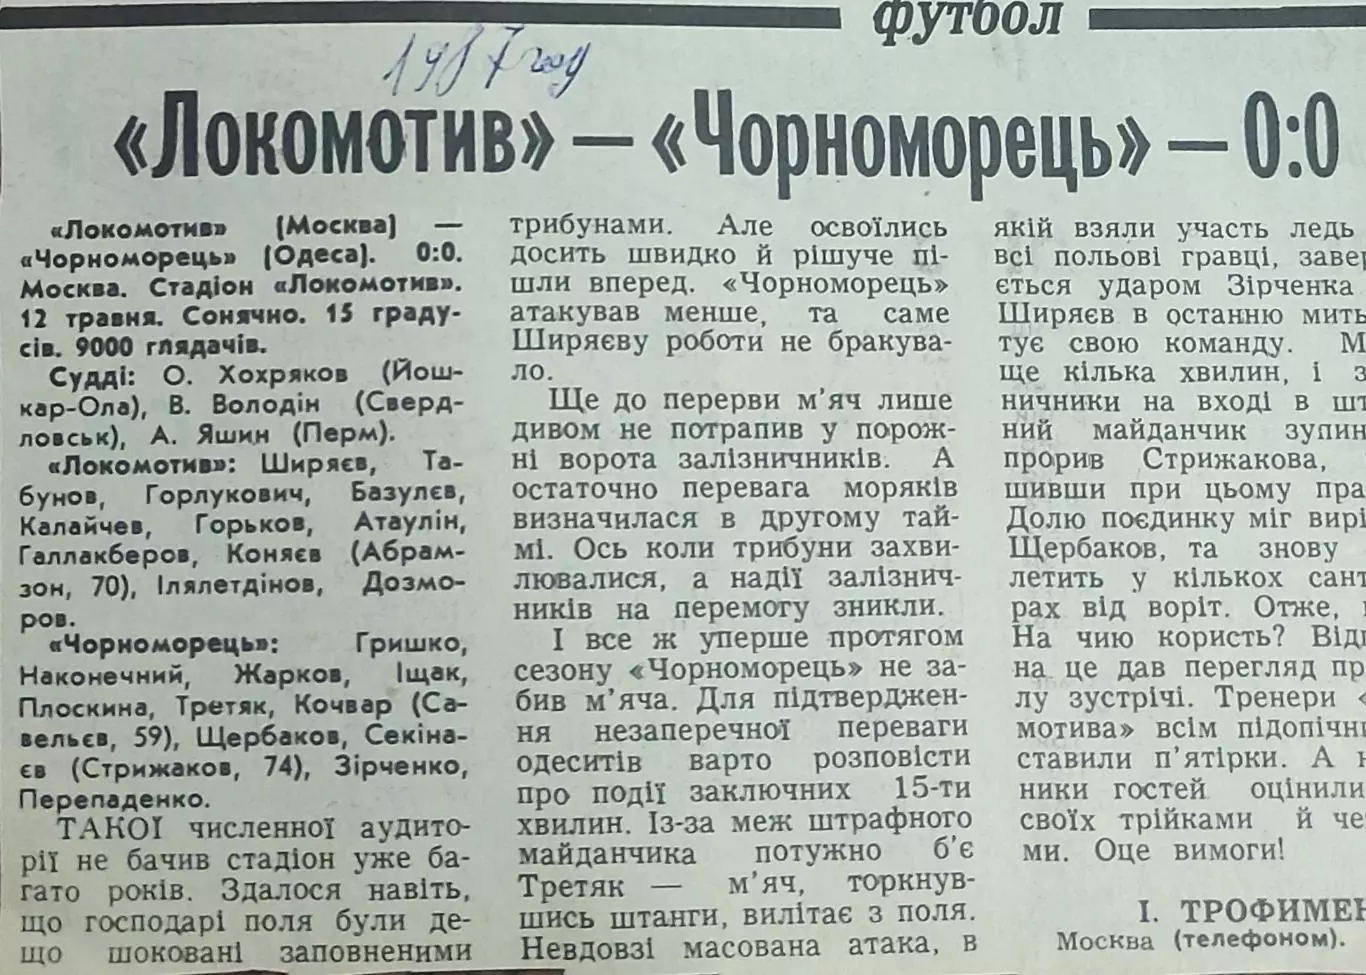 футбол
1987 год
«Локомотив» — «Чорноморець» — 0:0
«Локомотив» (Москва) —
«Чорноморець» (Одеса). 0:0.
Москва. Стадіон «Локомотив».
12 травня. Сонячно. 15 граду-
сів. 9000 глядачів.
Судді: О. Хохряков (Йош-
кар-Ола), В. Володін (Сверд-
ловськ), А. Яшин (Перм).
«Локомотив»: Ширяєв, Та-
бунов, Горлукович, Базулєв,
Калайчев, Горьков, Атаулін,
Галлакберов, Коняєв (Абрам-
зон, 70), Ілялетдінов, Дозмо-
ров.
«Чорноморець»: Гришко,
Наконечний, Жарков, Іщак,
Плоскина, Третяк, Кочвар (Са-
вельєв, 59), Щербаков, Секіна-
єв (Стрижаков, 74), Зірченко,
Перепаденко.
ТАКОЇ численної аудито-
рії не бачив стадіон уже ба-
гато років. Здалося навіть,
що господарі поля були де-
що шоковані заповненими
трибунами. Але освоїлись
досить швидко й рішуче пі-
шли вперед. «Чорноморець»
атакував менше, та саме
Ширяєву роботи не бракува-
ло.
Ще до перерви м’яч лише
дивом не потрапив у порож-
ні ворота залізничників. А
остаточно перевага моряків
визначилася в другому тай-
мі. Ось коли трибуни захви-
лювалися, а надії залізнич-
ників на перемогу зникли.
І все ж уперше протягом
сезону «Чорноморець» не за-
бив м’яча. Для підтверджен-
ня незаперечної переваги
одеситів варто розповісти
про події заключних 15-ти
хвилин. Із-за меж штрафного
майданчика потужно б’є
Третяк — м’яч, торкнув-
шись штанги, вилітає з поля.
Невдовзі масована атака, в
якій взяли участь ледь
всі польові гравці, завер
ється ударом Зірченка
Ширяєв в останню мить
тує свою команду. М
ще кілька хвилин, і з
ничники на вході в шт
ний майданчик зупин
прорив Стрижакова,
шивши при цьому пра
Долю поєдинку міг вирі
Щербаков, та знову
летить у кількох сант
рах від воріт. Отже,
На чию користь? Відп
на це дав перегляд пр
лу зустрічі. Тренери «
мотива» всім підопічни
ставили п’ятірки. А н
ники гостей оцінили
своїх трійками й че
ми. Оце вимоги!
І. ТРОФИМЕН
Москва (телефоном).